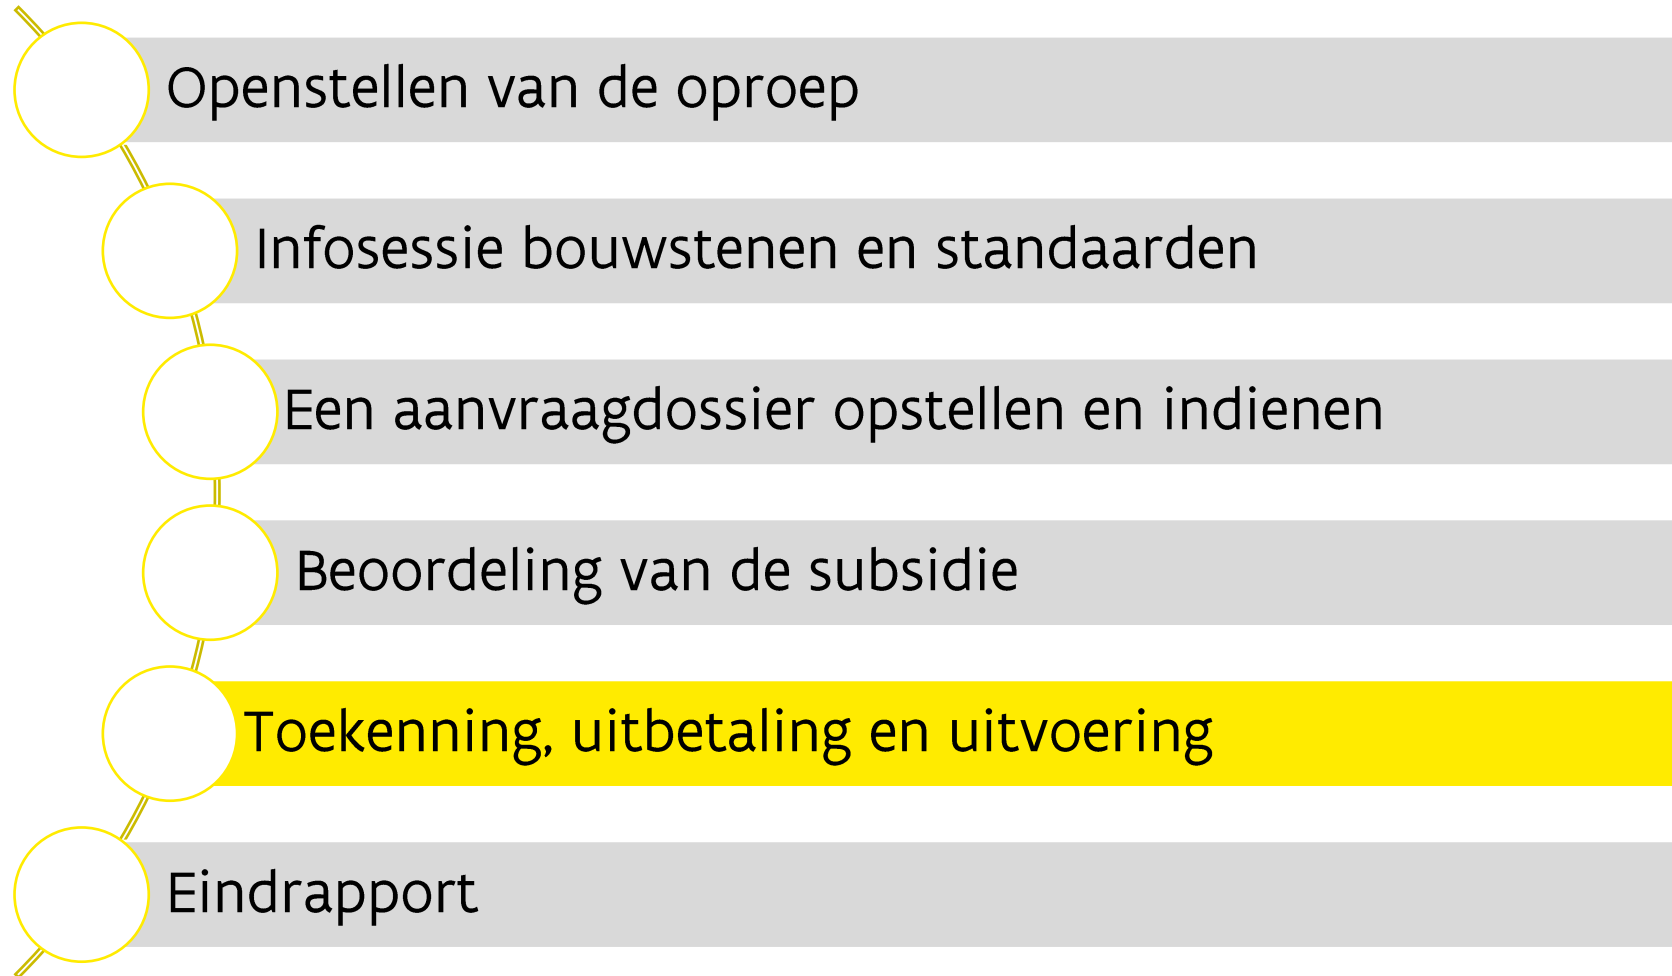 Openstellen van de oproep
Infosessie bouwstenen en standaarden
Een aanvraagdossier opstellen en indienen
Beoordeling van de subsidie
Toekenning, uitbetaling en uitvoering
Eindrapport